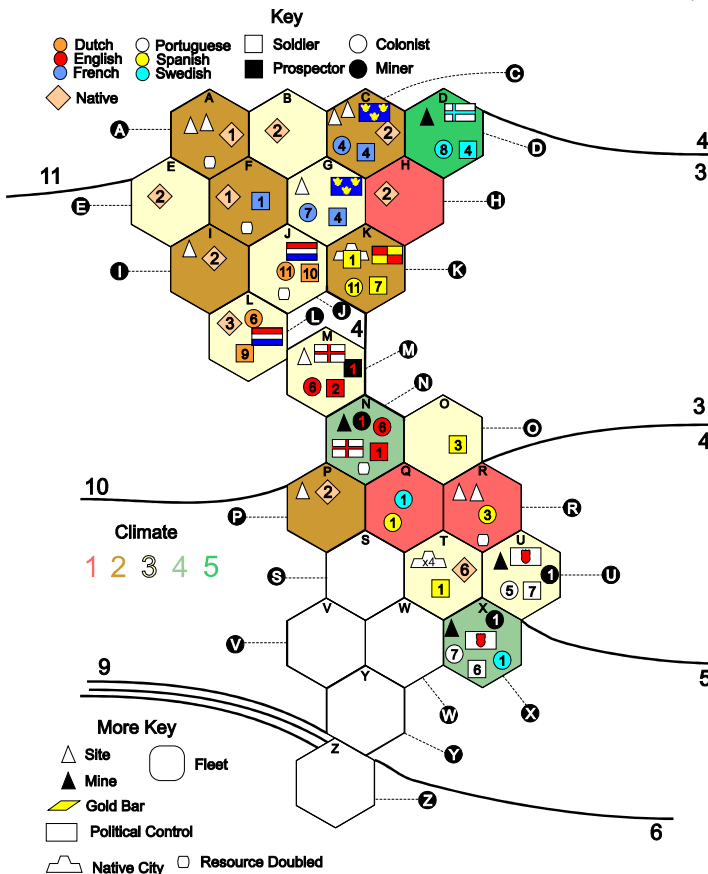 Key
Dutch Portuguese Soldier Colonist
English Spanish Prospector Miner
French Swedish
Native
C
A B C D
A 1 2 4 4 2 8 4 D 4
3
11 E F G H
E 2 1 1 7 4 2 H
I J K
I 2 11 10 1 11 7 K
L J
3 6 9 L 4
M
6 2 1 M
N
N O
1 6 1 3 O 3
4
10
P Q R
P 2 1 1 3 R
Climate
1 2 3 4 5
S T U
S x4 6 1 5 7 1 U
V W X
V 1 7 6 1 5
9 Y W X
Y
More Key
Z
Site
Fleet
Mine
Gold Bar Z
Political Control 6
Native City Resource Doubled